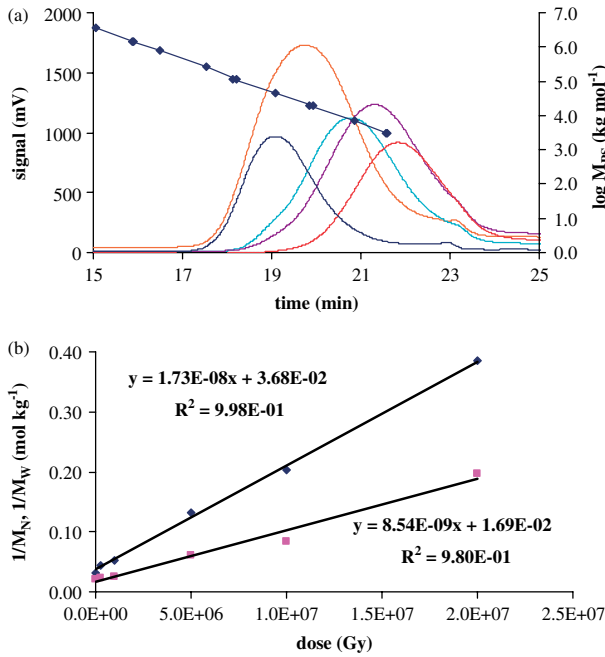 (a)
2000
1500
1000
500
0
signal (mV)
7.0
6.0
5.0
4.0
3.0
2.0
1.0
0.0
log M_PS (kg mol⁻¹)
15 17 19 21 23 25
time (min)
(b)
0.40
0.30
0.20
0.10
0.00
1/M_N, 1/M_W (mol kg⁻¹)
y = 1.73E-08x + 3.68E-02
R² = 9.98E-01
y = 8.54E-09x + 1.69E-02
R² = 9.80E-01
0.0E+00 5.0E+06 1.0E+07 1.5E+07 2.0E+07 2.5E+07
dose (Gy)